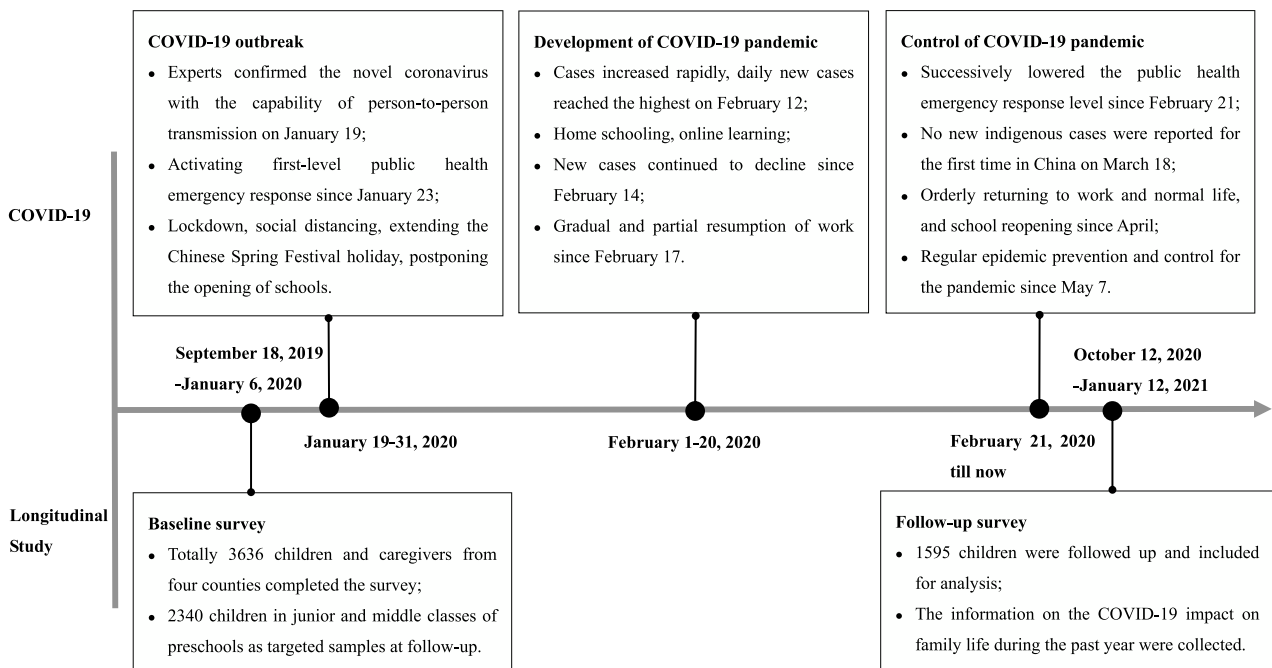 COVID-19 outbreak
• Experts confirmed the novel coronavirus
with the capability of person-to-person
transmission on January 19;
• Activating first-level public health
emergency response since January 23;
• Lockdown, social distancing, extending the
Chinese Spring Festival holiday, postponing
the opening of schools.
Development of COVID-19 pandemic
• Cases increased rapidly, daily new cases
reached the highest on February 12;
• Home schooling, online learning;
• New cases continued to decline since
February 14;
• Gradual and partial resumption of work
since February 17.
Control of COVID-19 pandemic
• Successively lowered the public health
emergency response level since February 21;
• No new indigenous cases were reported for
the first time in China on March 18;
• Orderly returning to work and normal life,
and school reopening since April;
• Regular epidemic prevention and control for
the pandemic since May 7.
COVID-19
September 18, 2019
-January 6, 2020
October 12, 2020
-January 12, 2021
January 19-31, 2020
February 1-20, 2020
February 21, 2020
till now
Longitudinal
Study
Baseline survey
• Totally 3636 children and caregivers from
four counties completed the survey;
• 2340 children in junior and middle classes of
preschools as targeted samples at follow-up.
Follow-up survey
• 1595 children were followed up and included
for analysis;
• The information on the COVID-19 impact on
family life during the past year were collected.